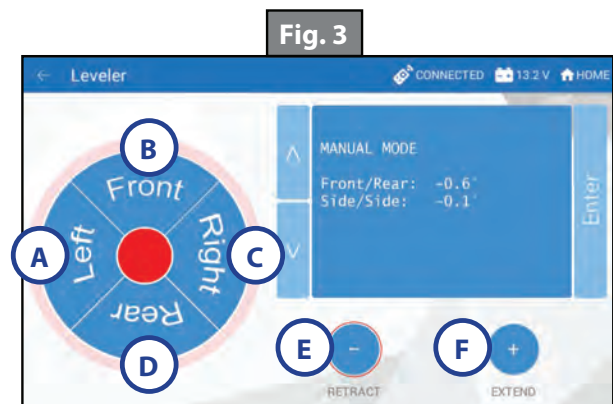 Fig. 3
← Leveler CONNECTED 13.2 V HOME
B
Front
A Left Right C
Rear
D
MANUAL MODE
Front/Rear: -0.6°
Side/Side: -0.1°
Enter
E - F +
RETRACT EXTEND